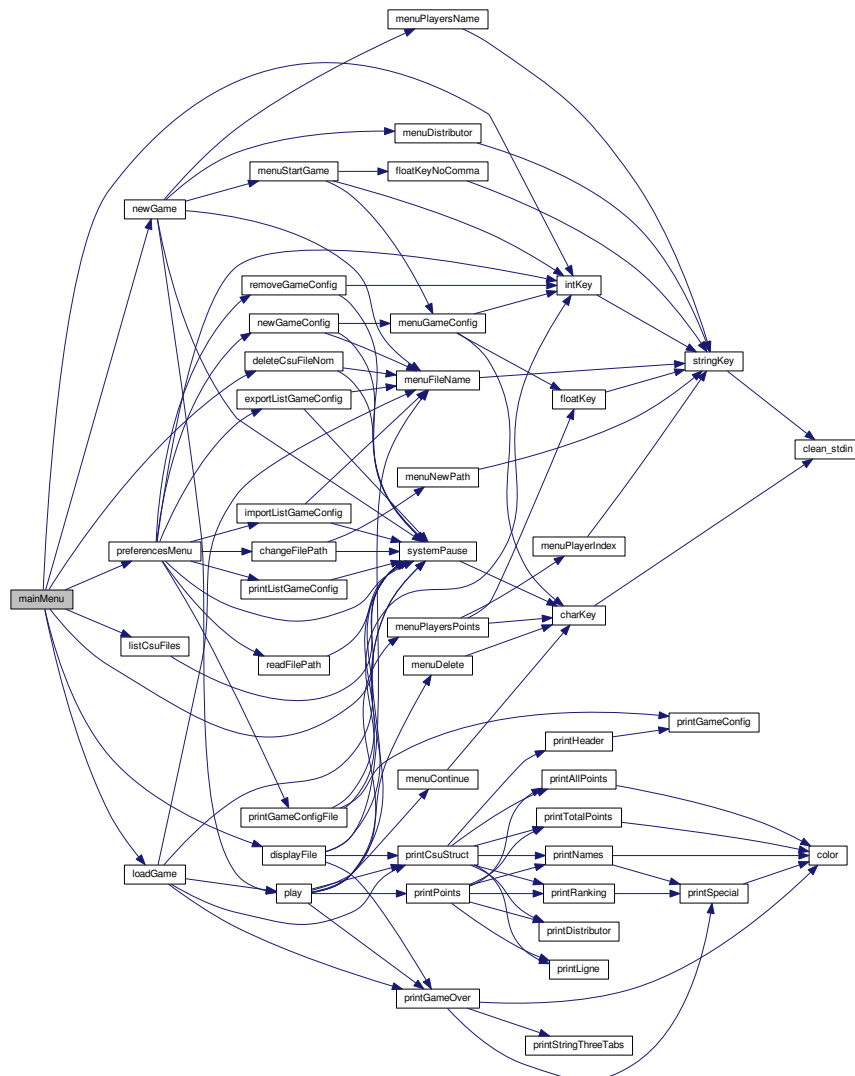 menuPlayersName
menuDistributor
menuStartGame
floatKeyNoComma
newGame
removeGameConfig
intKey
newGameConfig
menuGameConfig
deleteCsuFileNom
stringKey
menuFileName
exportListGameConfig
floatKey
clean_stdin
menuNewPath
importListGameConfig
preferencesMenu
changeFilePath
systemPause
menuPlayerIndex
printListGameConfig
mainMenu
charKey
menuPlayersPoints
listCsuFiles
readFilePath
menuDelete
printGameConfig
printHeader
menuContinue
printAllPoints
printGameConfigFile
printTotalPoints
displayFile
printCsuStruct
printNames
color
loadGame
play
printPoints
printRanking
printSpecial
printDistributor
printLigne
printGameOver
printStringThreeTabs